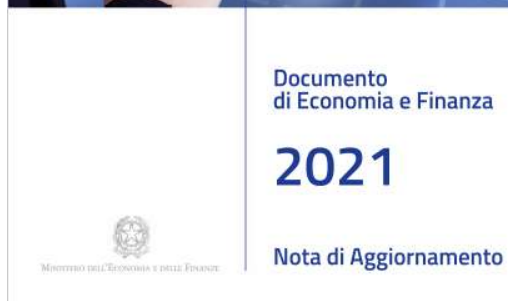 Documento
di Economia e Finanza
2021
Ministero dell'Economia e delle Finanze
Nota di Aggiornamento